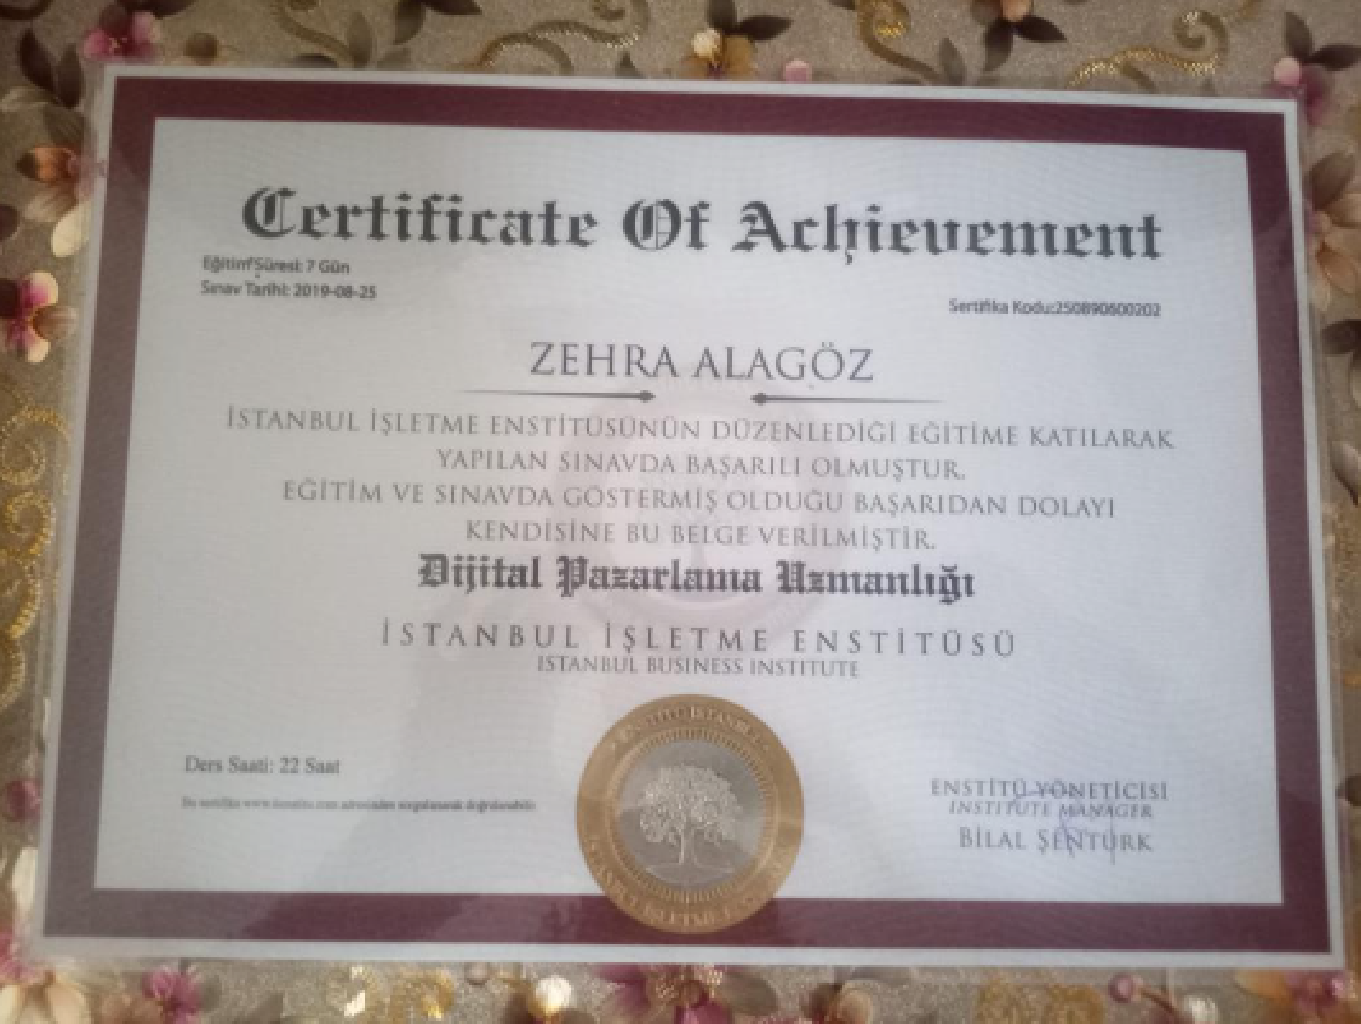 Certificate Of Achievement
Eğitim Süresi: 7 Gün
Sınav Tarihi: 2019-08-25
Sertifika Kodu:250890600202
ZEHRA ALAGÖZ
İSTANBUL İŞLETME ENSTİTÜSÜNÜN DÜZENLEDİĞİ EĞİTİME KATILARAK
YAPILAN SINAVDA BAŞARILI OLMUŞTUR.
EĞİTİM VE SINAVDA GÖSTERMİŞ OLDUĞU BAŞARIDAN DOLAYI
KENDİSİNE BU BELGE VERİLMİŞTİR.
Dijital Pazarlama Uzmanlığı
İSTANBUL İŞLETME ENSTİTÜSÜ
ISTANBUL BUSINESS INSTITUTE
Ders Saati: 22 Saat
Bu sertifika
ENSTİTÜ YÖNETİCİSİ
INSTITUTE MANAGER
BİLAL ŞENTÜRK